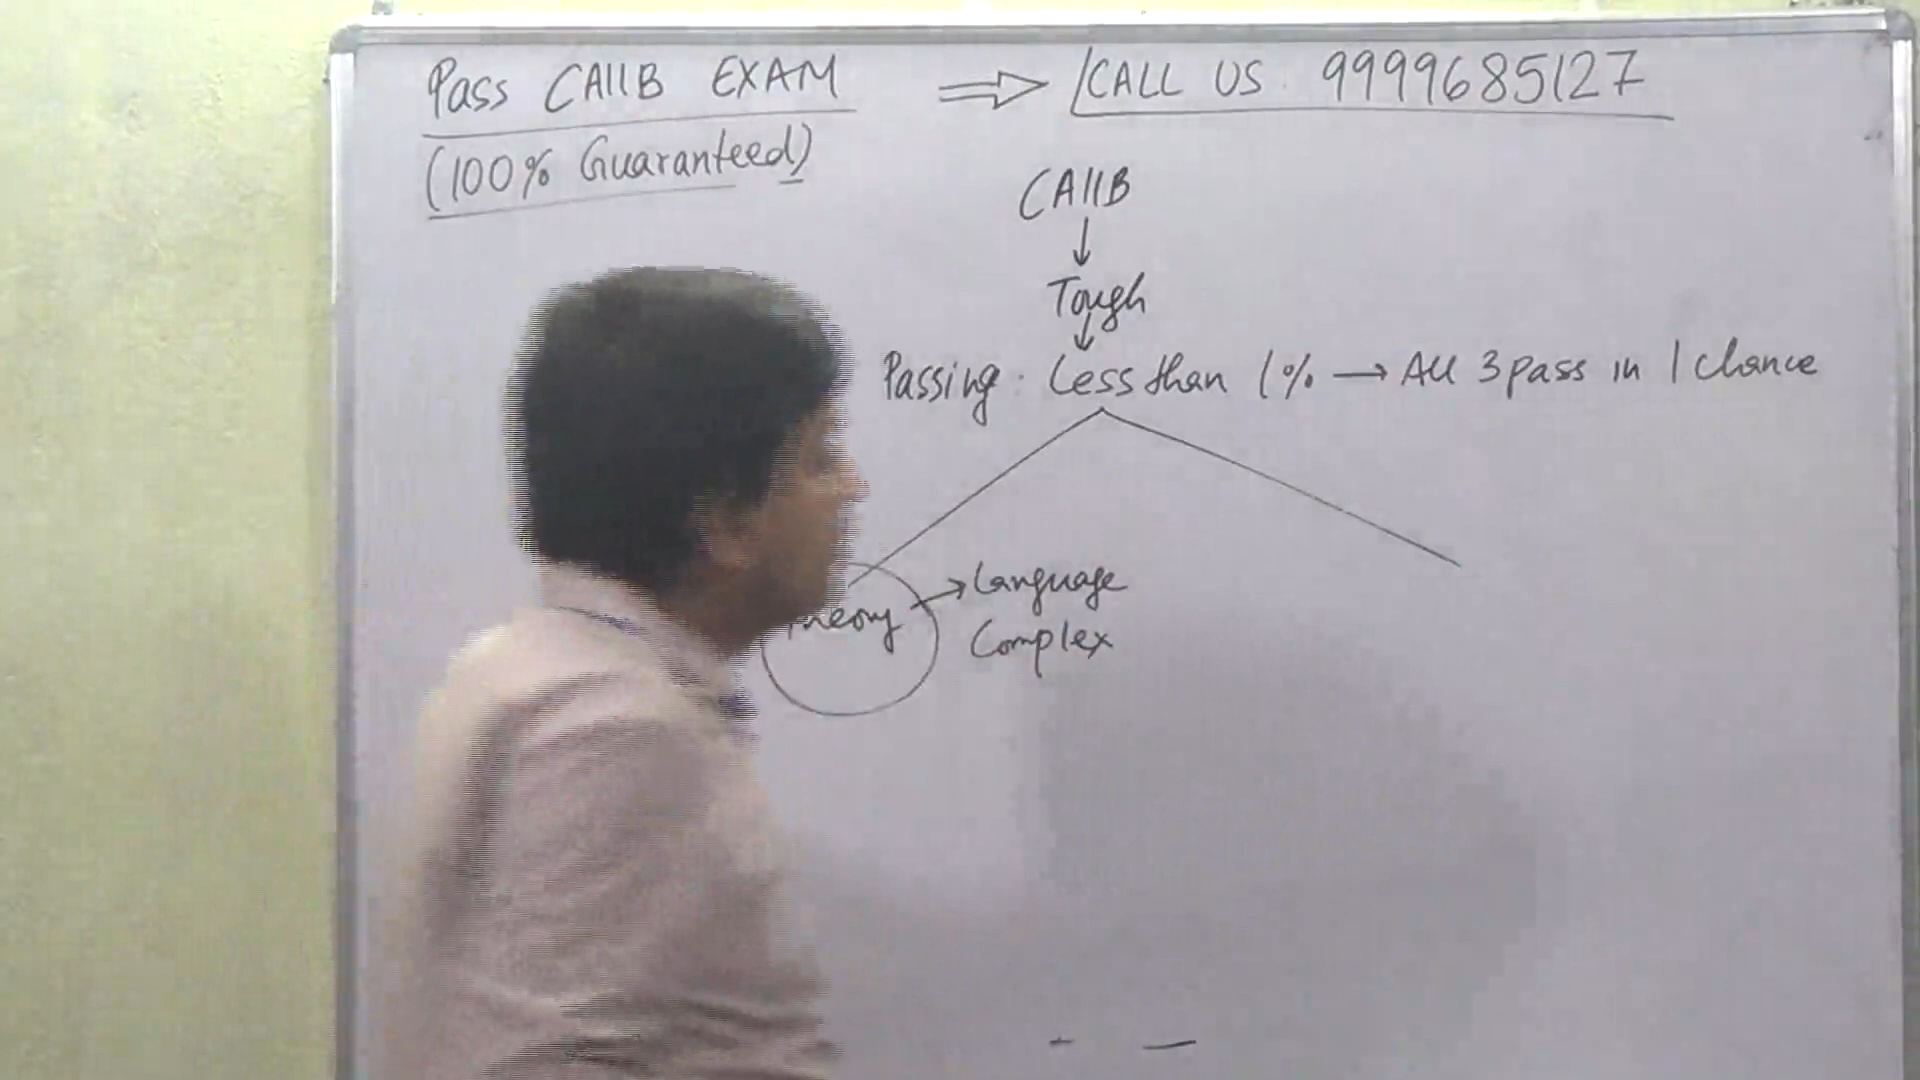 Pass CAIIB EXAM ⇒ CALL US 9999685127
(100% Guaranteed)
CAIIB
↓
Tough
↓
Passing: Less than 1% → All 3 pass in 1 chance
Theory → Language
Complex